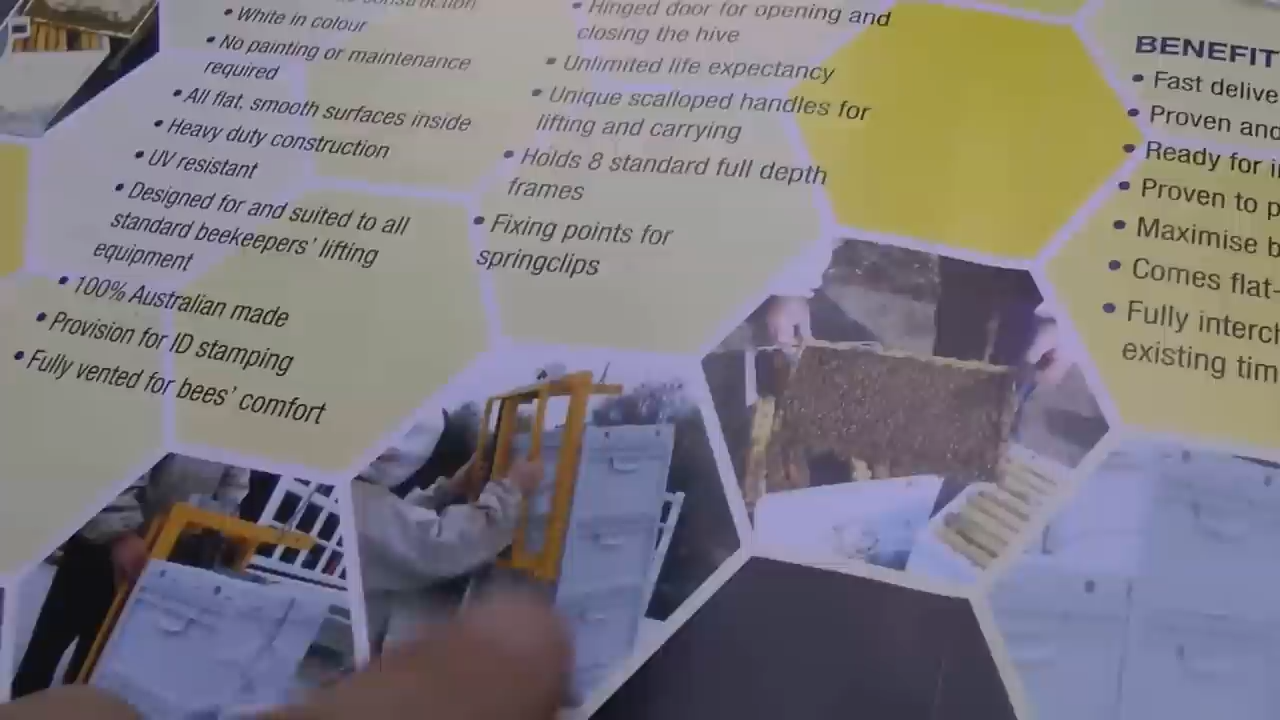 construction
• White in colour
• No painting or maintenance
required
• All flat, smooth surfaces inside
• Heavy duty construction
• UV resistant
• Designed for and suited to all
standard beekeepers' lifting
equipment
• 100% Australian made
• Provision for ID stamping
• Fully vented for bees' comfort
• Hinged door for opening and
closing the hive
• Unlimited life expectancy
• Unique scalloped handles for
lifting and carrying
• Holds 8 standard full depth
frames
• Fixing points for
springclips
BENEFIT
• Fast delive
• Proven and
• Ready for i
• Proven to p
• Maximise b
• Comes flat-
• Fully interch
existing tim